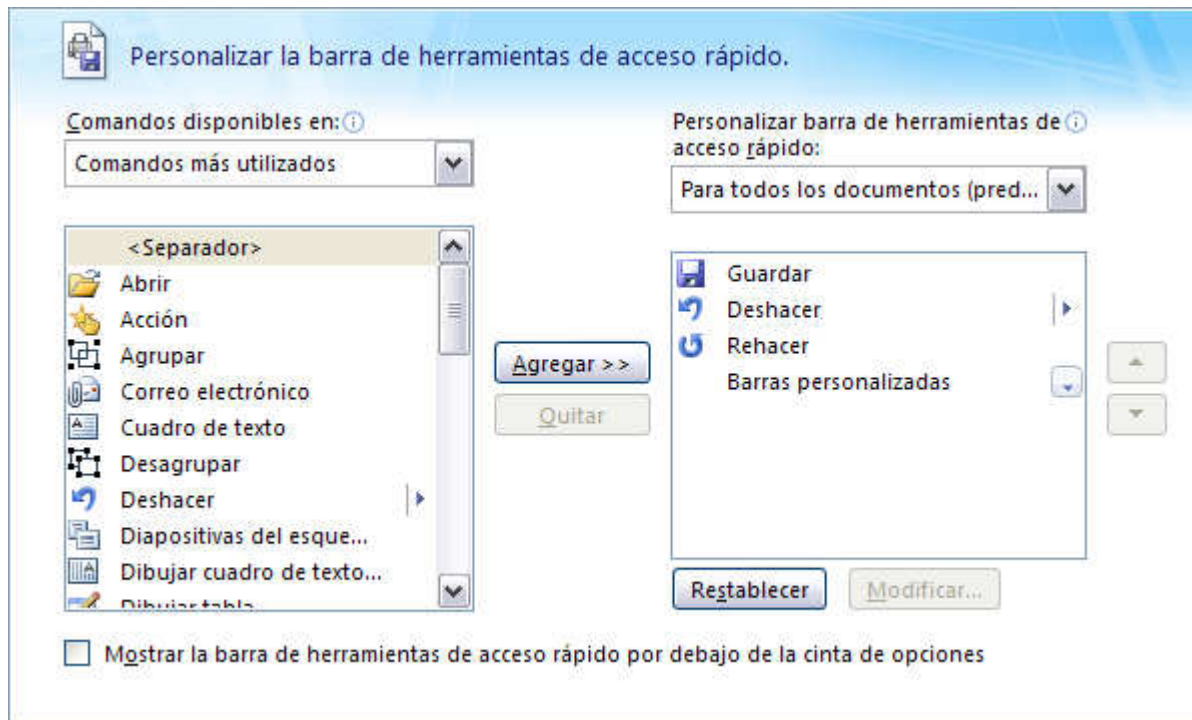 Personalizar la barra de herramientas de acceso rápido.
Comandos disponibles en:
Comandos más utilizados
<Separador>
Abrir
Acción
Agrupar
Correo electrónico
Cuadro de texto
Desagrupar
Deshacer
Diapositivas del esque...
Dibujar cuadro de texto...
Dibujar tabla
Agregar >>
Quitar
Personalizar barra de herramientas de
acceso rápido:
Para todos los documentos (pred...
Guardar
Deshacer
Rehacer
Barras personalizadas
Restablecer
Modificar...
Mostrar la barra de herramientas de acceso rápido por debajo de la cinta de opciones